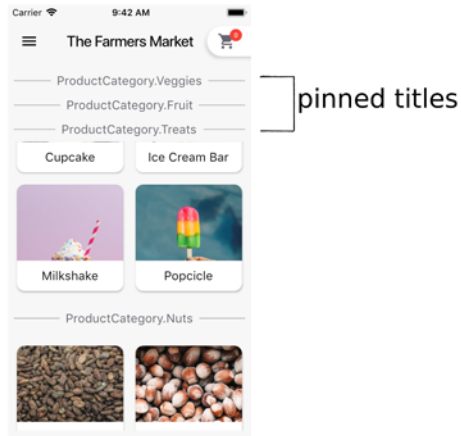 Carrier 9:42 AM
The Farmers Market 0
ProductCategory.Veggies
ProductCategory.Fruit
ProductCategory.Treats
pinned titles
Cupcake Ice Cream Bar
Milkshake Popcicle
ProductCategory.Nuts